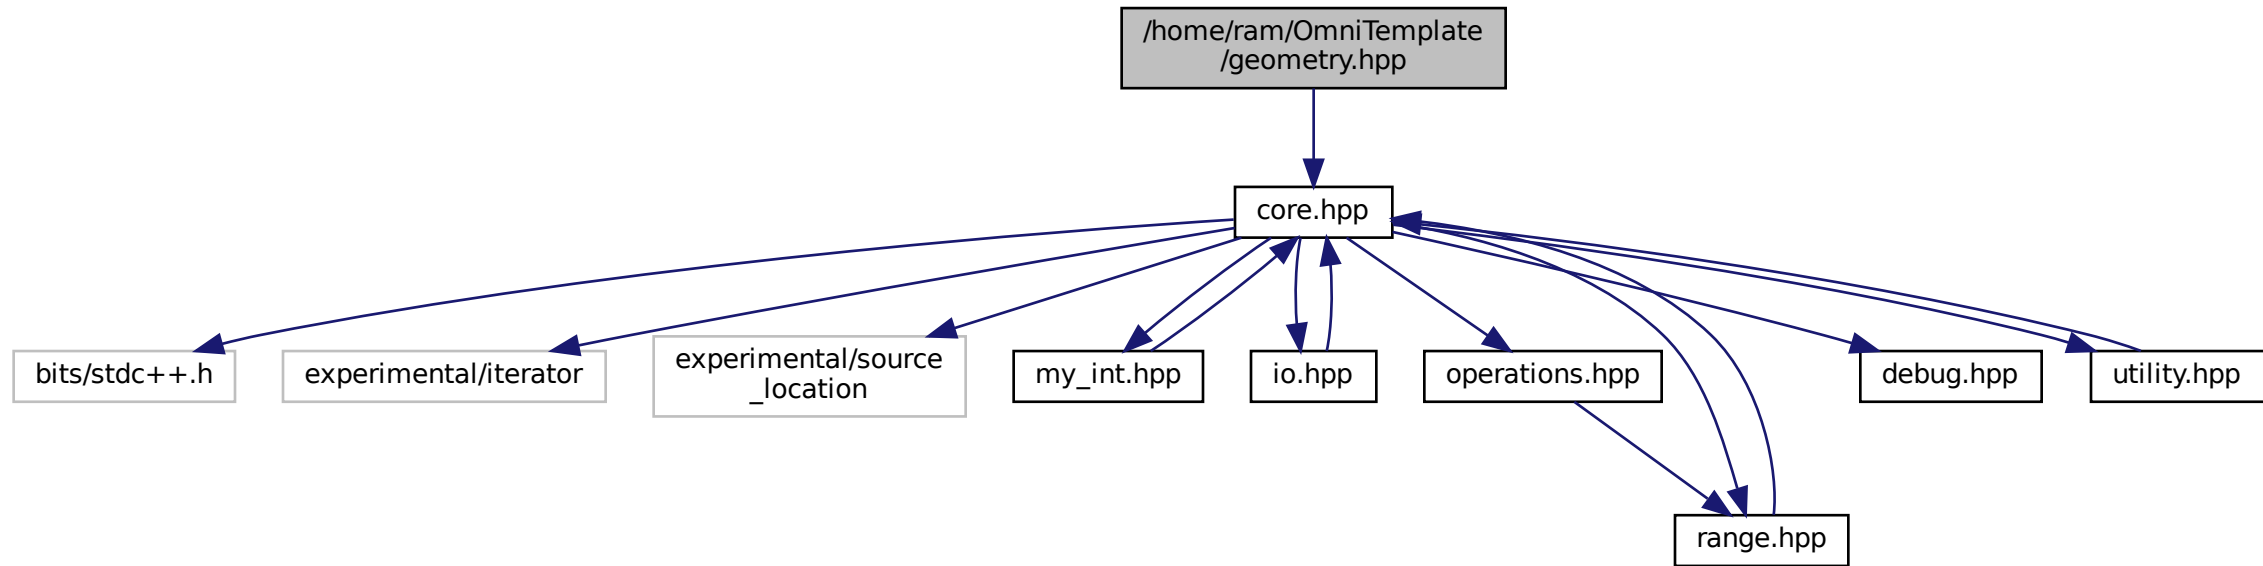 /home/ram/OmniTemplate
/geometry.hpp
core.hpp
bits/stdc++.h
experimental/iterator
experimental/source
_location
my_int.hpp
io.hpp
operations.hpp
debug.hpp
utility.hpp
range.hpp